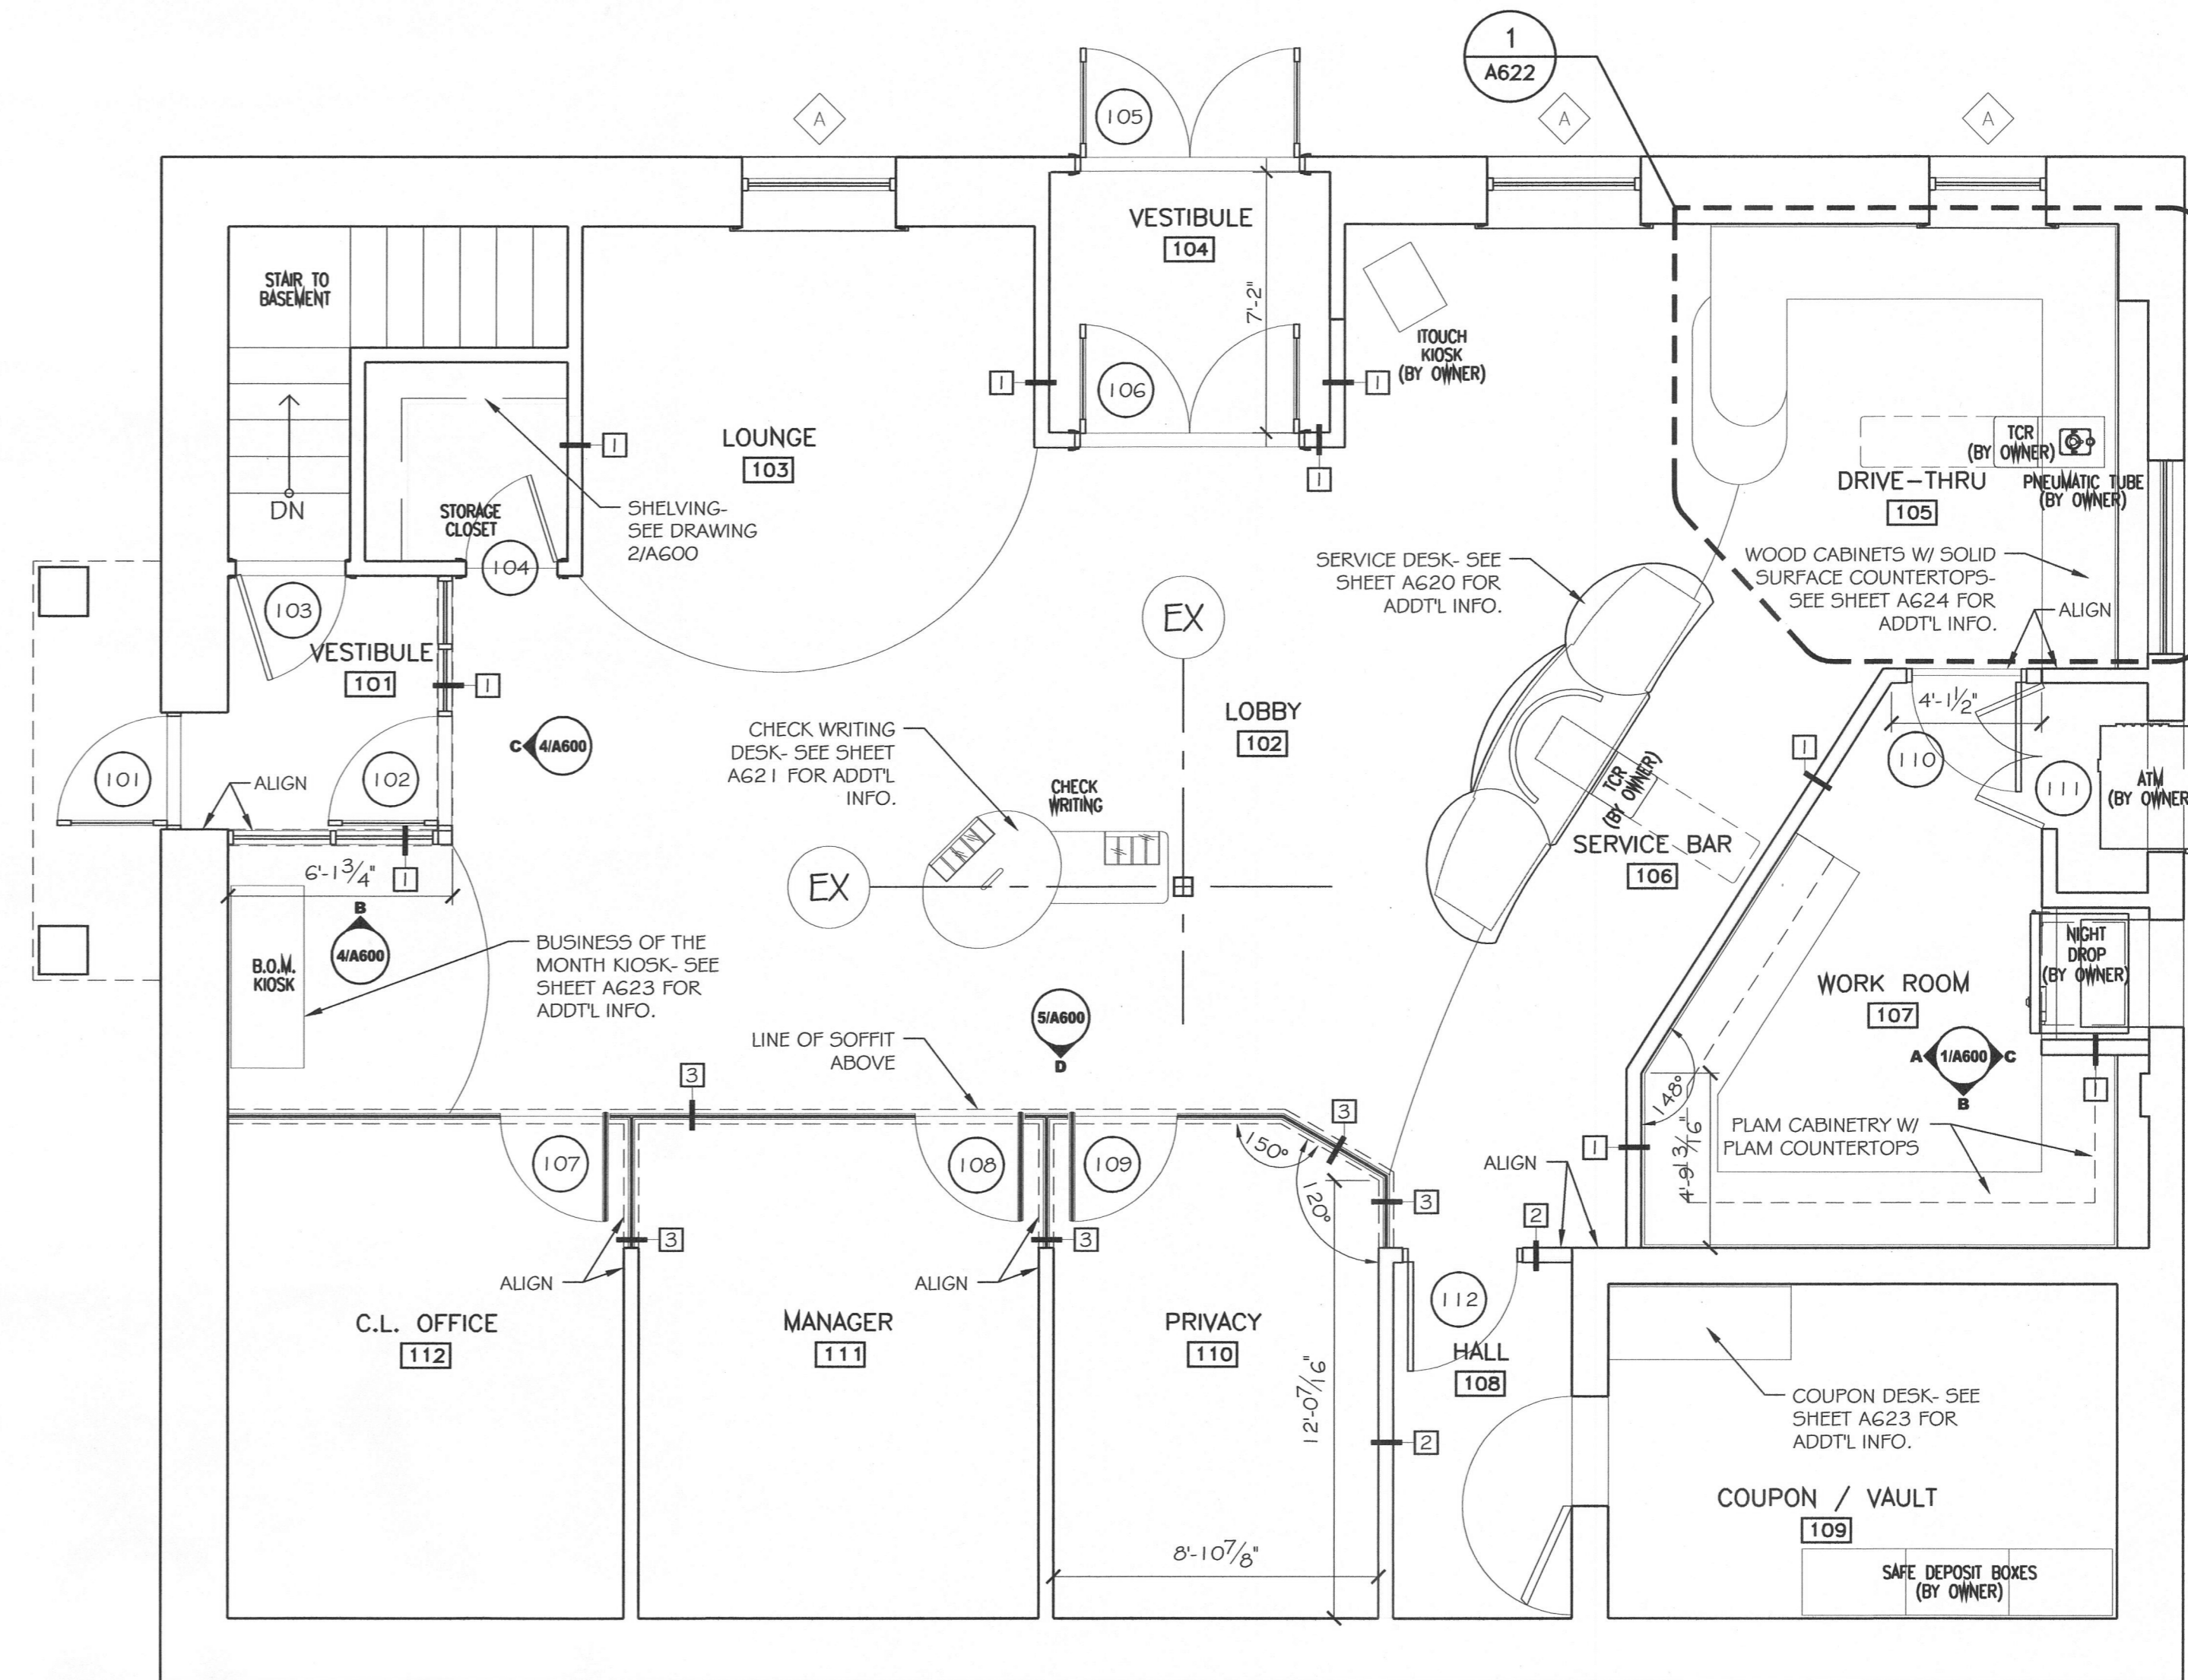 1
A622
105
A
A
A
VESTIBULE
104
7'-2"
STAIR TO
BASEMENT
ITOUCH
KIOSK
(BY OWNER)
1
106
1
LOUNGE
103
1
1
TCR
(BY OWNER)
DRIVE-THRU
105
PNEUMATIC TUBE
(BY OWNER)
DN
STORAGE
CLOSET
SHELVING-
SEE DRAWING
2/A600
104
103
SERVICE DESK- SEE
SHEET A620 FOR
ADDT'L INFO.
WOOD CABINETS W/ SOLID
SURFACE COUNTERTOPS-
SEE SHEET A624 FOR
ADDT'L INFO.
ALIGN
EX
VESTIBULE
101
1
LOBBY
102
4'-1 1/2"
C
4/A600
CHECK WRITING
DESK- SEE SHEET
A621 FOR ADDT'L
INFO.
CHECK
WRITING
1
110
111
ATM
(BY OWNER
101
ALIGN
102
TCR
(BY OWNER)
SERVICE BAR
106
6'-1 3/4"
1
EX
B
4/A600
B.O.M.
KIOSK
BUSINESS OF THE
MONTH KIOSK- SEE
SHEET A623 FOR
ADDT'L INFO.
NIGHT
DROP
(BY OWNER)
WORK ROOM
107
5/A600
D
LINE OF SOFFIT
ABOVE
A
1/A600
C
B
3
3
148°
1
PLAM CABINETRY W/
PLAM COUNTERTOPS
4'-9 13/16"
1
107
108
109
150°
120°
ALIGN
3
3
3
2
ALIGN
ALIGN
C.L. OFFICE
112
MANAGER
111
PRIVACY
110
112
HALL
108
12'-0 7/16"
2
COUPON DESK- SEE
SHEET A623 FOR
ADDT'L INFO.
COUPON / VAULT
109
8'-10 7/8"
SAFE DEPOSIT BOXES
(BY OWNER)